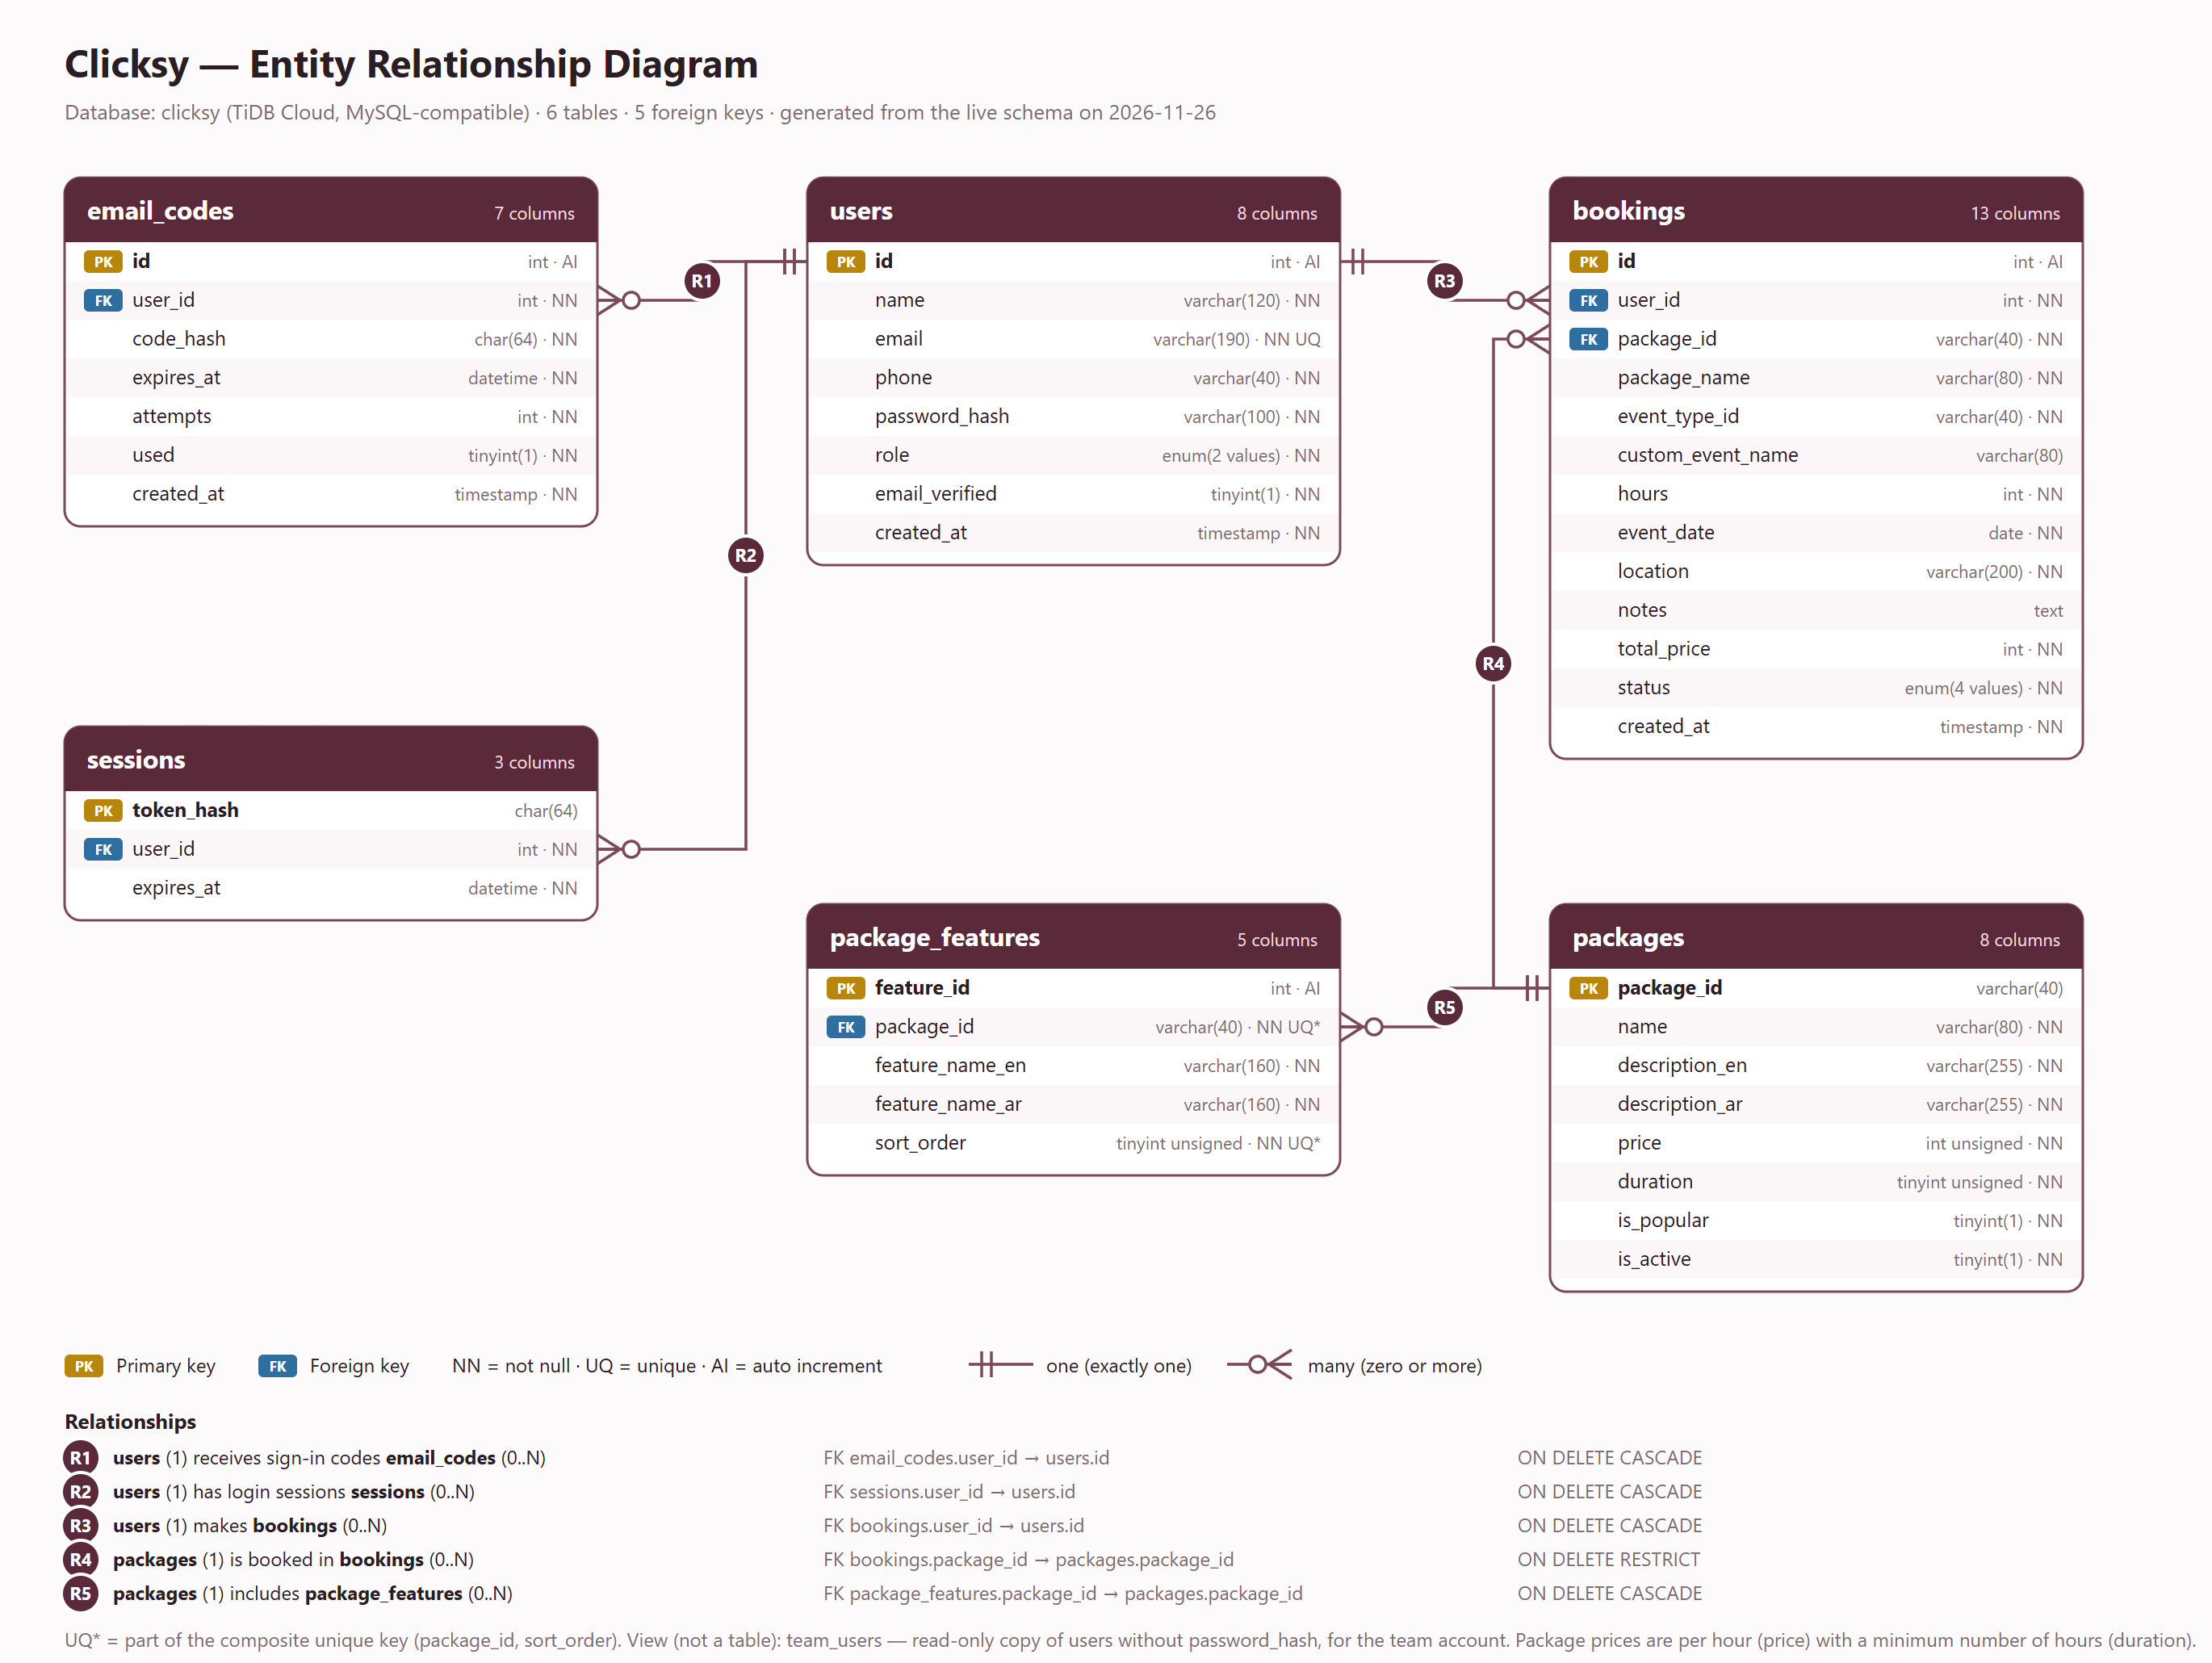 Clicksy — Entity Relationship Diagram
Database: clicksy (TiDB Cloud, MySQL-compatible) · 6 tables · 5 foreign keys · generated from the live schema on 2026-11-26
email_codes 7 columns
PK id int · AI
FK user_id int · NN
code_hash char(64) · NN
expires_at datetime · NN
attempts int · NN
used tinyint(1) · NN
created_at timestamp · NN
R1
R2
users 8 columns
PK id int · AI
name varchar(120) · NN
email varchar(190) · NN UQ
phone varchar(40) · NN
password_hash varchar(100) · NN
role enum(2 values) · NN
email_verified tinyint(1) · NN
created_at timestamp · NN
R3
R4
bookings 13 columns
PK id int · AI
FK user_id int · NN
FK package_id varchar(40) · NN
package_name varchar(80) · NN
event_type_id varchar(40) · NN
custom_event_name varchar(80)
hours int · NN
event_date date · NN
location varchar(200) · NN
notes text
total_price int · NN
status enum(4 values) · NN
created_at timestamp · NN
sessions 3 columns
PK token_hash char(64)
FK user_id int · NN
expires_at datetime · NN
package_features 5 columns
PK feature_id int · AI
FK package_id varchar(40) · NN UQ*
feature_name_en varchar(160) · NN
feature_name_ar varchar(160) · NN
sort_order tinyint unsigned · NN UQ*
R5
packages 8 columns
PK package_id varchar(40)
name varchar(80) · NN
description_en varchar(255) · NN
description_ar varchar(255) · NN
price int unsigned · NN
duration tinyint unsigned · NN
is_popular tinyint(1) · NN
is_active tinyint(1) · NN
PK Primary key FK Foreign key NN = not null · UQ = unique · AI = auto increment one (exactly one) many (zero or more)
Relationships
R1 users (1) receives sign-in codes email_codes (0..N) FK email_codes.user_id → users.id ON DELETE CASCADE
R2 users (1) has login sessions sessions (0..N) FK sessions.user_id → users.id ON DELETE CASCADE
R3 users (1) makes bookings (0..N) FK bookings.user_id → users.id ON DELETE CASCADE
R4 packages (1) is booked in bookings (0..N) FK bookings.package_id → packages.package_id ON DELETE RESTRICT
R5 packages (1) includes package_features (0..N) FK package_features.package_id → packages.package_id ON DELETE CASCADE
UQ* = part of the composite unique key (package_id, sort_order). View (not a table): team_users — read-only copy of users without password_hash, for the team account. Package prices are per hour (price) with a minimum number of hours (duration).